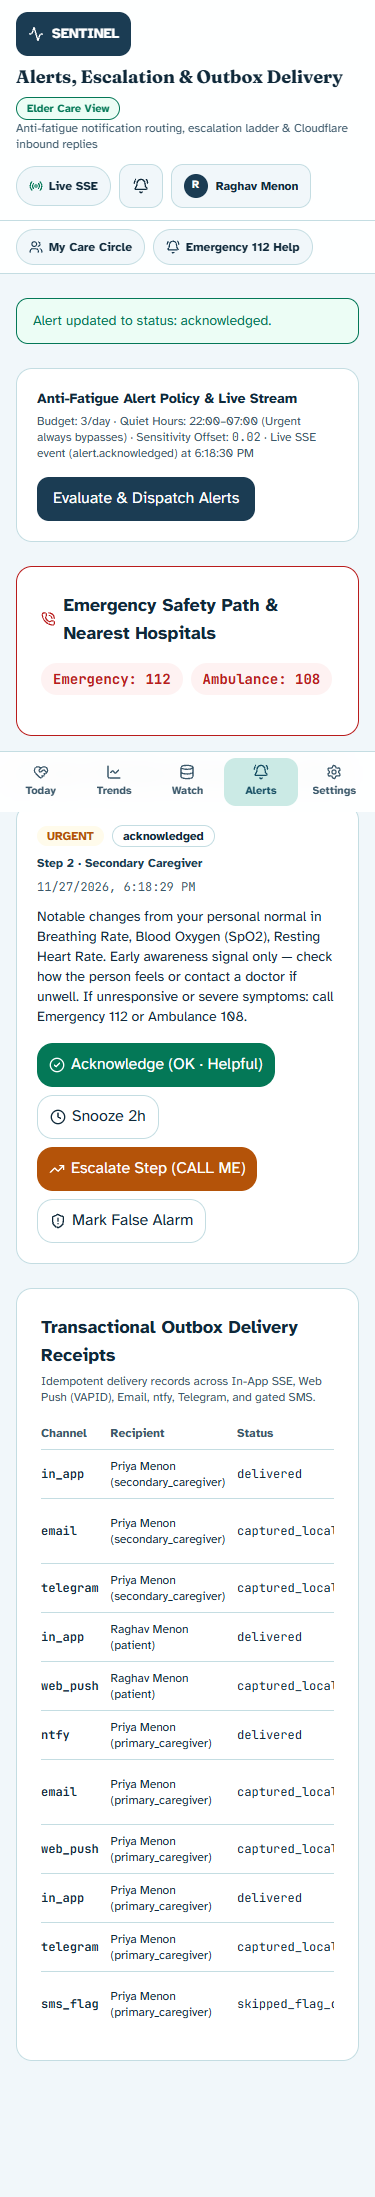 SENTINEL
Alerts, Escalation & Outbox Delivery
Elder Care View
Anti-fatigue notification routing, escalation ladder & Cloudflare
inbound replies
Live SSE
R Raghav Menon
My Care Circle
Emergency 112 Help
Alert updated to status: acknowledged.
Anti-Fatigue Alert Policy & Live Stream
Budget: 3/day · Quiet Hours: 22:00–07:00 (Urgent
always bypasses) · Sensitivity Offset: 0.02 · Live SSE
event (alert.acknowledged) at 6:18:30 PM
Evaluate & Dispatch Alerts
Emergency Safety Path &
Nearest Hospitals
Emergency: 112
Ambulance: 108
Today
Trends
Watch
Alerts
Settings
URGENT
acknowledged
Step 2 · Secondary Caregiver
11/27/2026, 6:18:29 PM
Notable changes from your personal normal in
Breathing Rate, Blood Oxygen (SpO2), Resting
Heart Rate. Early awareness signal only — check
how the person feels or contact a doctor if
unwell. If unresponsive or severe symptoms: call
Emergency 112 or Ambulance 108.
Acknowledge (OK · Helpful)
Snooze 2h
Escalate Step (CALL ME)
Mark False Alarm
Transactional Outbox Delivery
Receipts
Idempotent delivery records across In-App SSE, Web
Push (VAPID), Email, ntfy, Telegram, and gated SMS.
Channel Recipient Status
in_app Priya Menon (secondary_caregiver) delivered
email Priya Menon (secondary_caregiver) captured_local
telegram Priya Menon (secondary_caregiver) captured_local
in_app Raghav Menon (patient) delivered
web_push Raghav Menon (patient) captured_local
ntfy Priya Menon (primary_caregiver) delivered
email Priya Menon (primary_caregiver) captured_local
web_push Priya Menon (primary_caregiver) captured_local
in_app Priya Menon (primary_caregiver) delivered
telegram Priya Menon (primary_caregiver) captured_local
sms_flag Priya Menon (primary_caregiver) skipped_flag_